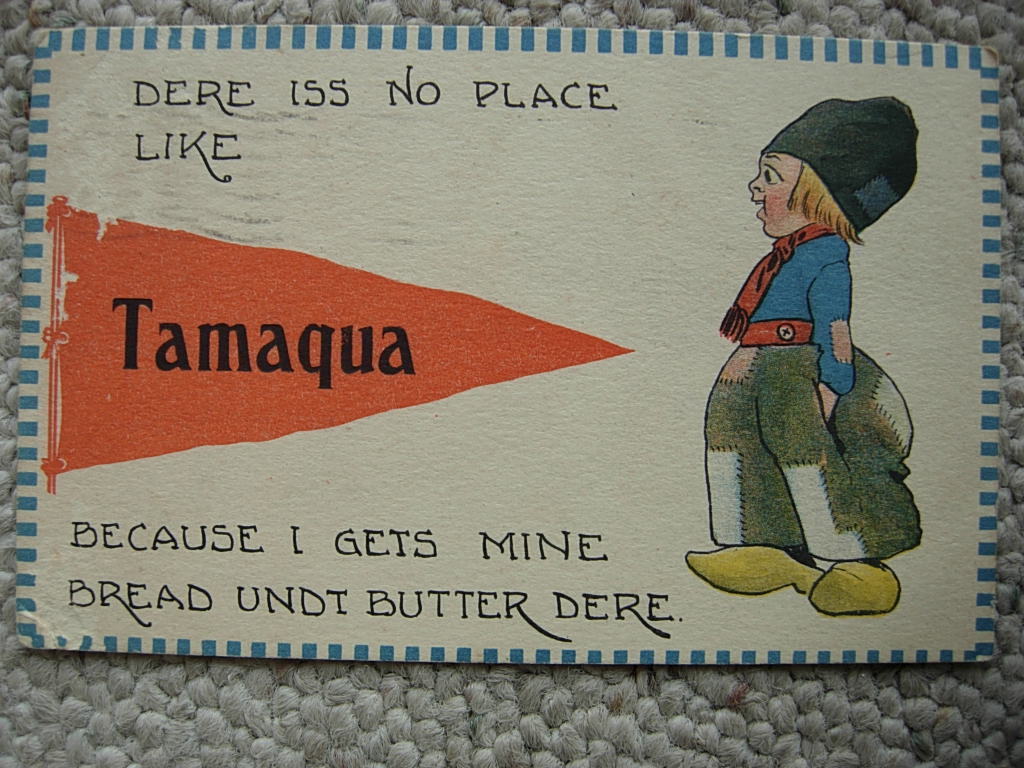 DERE ISS NO PLACE
LIKE
Tamaqua
BECAUSE I GETS MINE
BREAD UNDT BUTTER DERE.